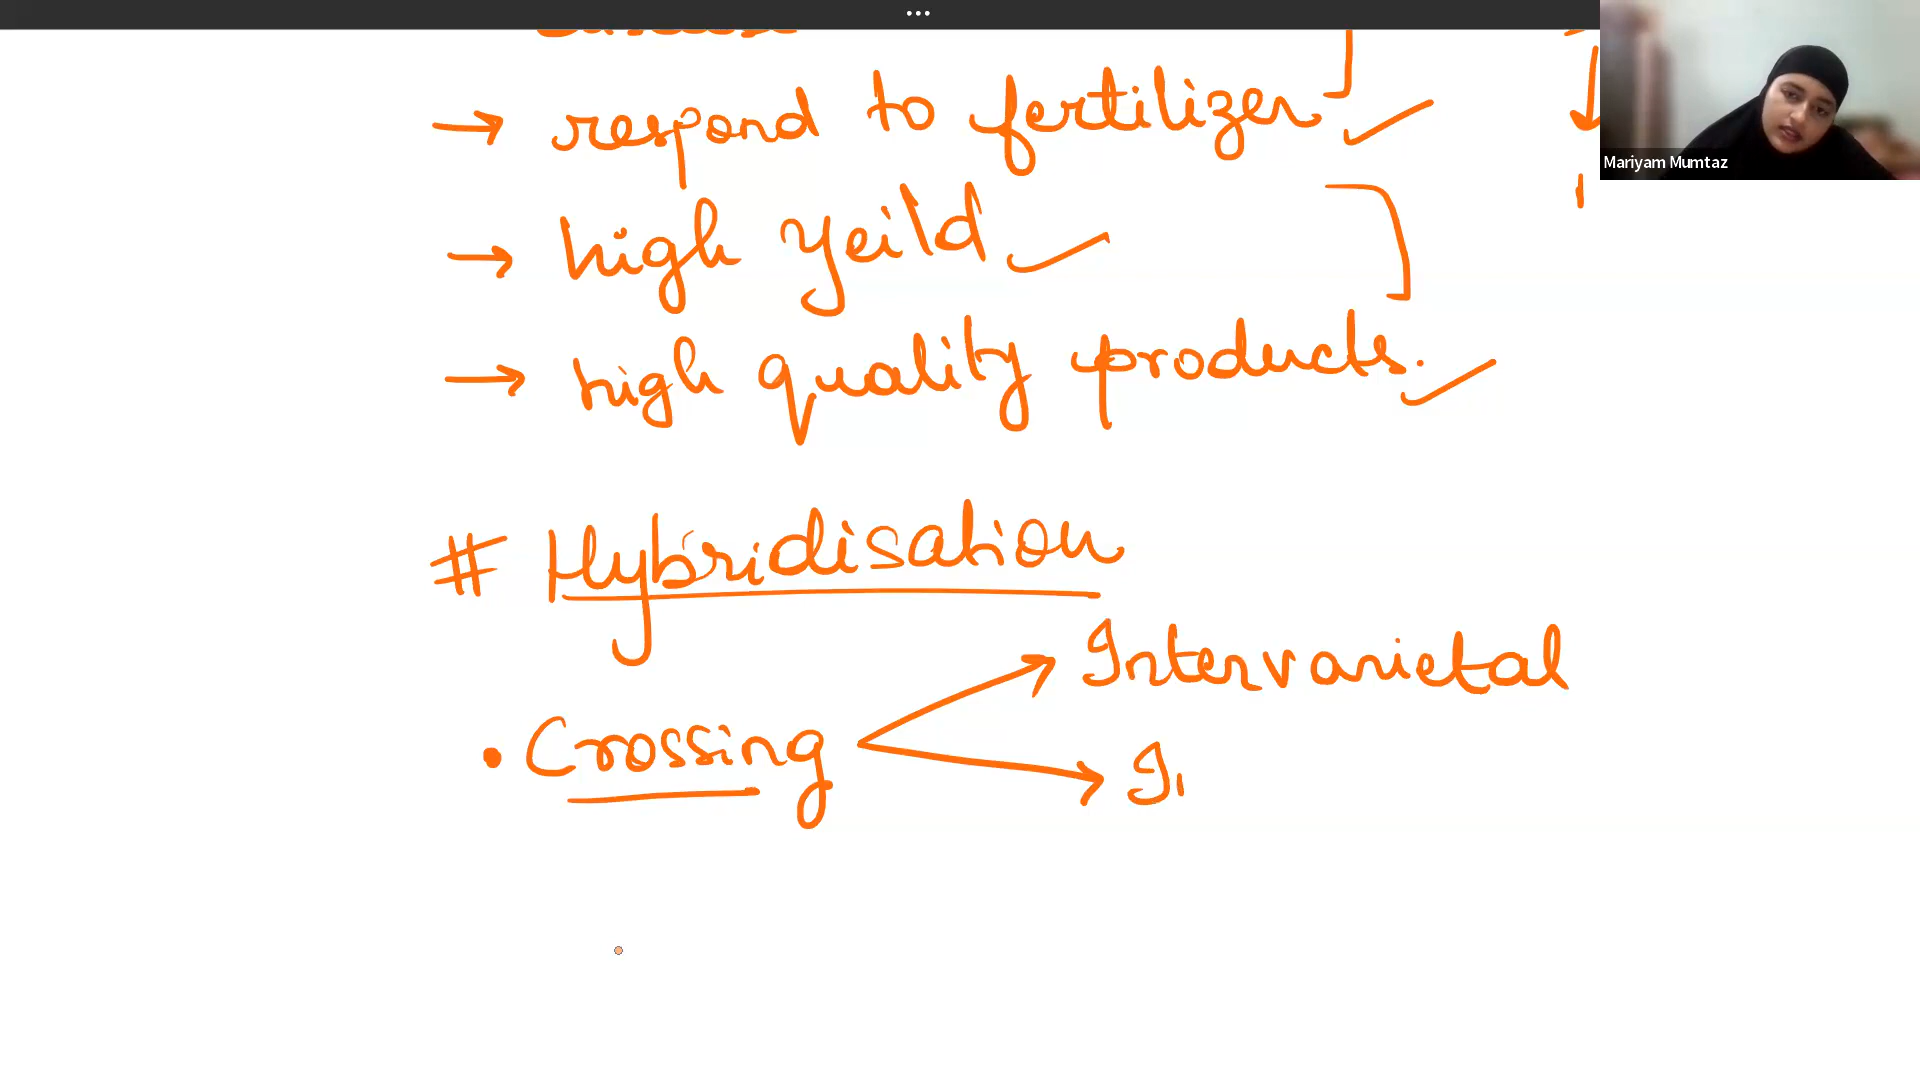 → respond to fertilizer
Mariyam Mumtaz
→ high yeild
→ high quality products.
# Hybridisation
Intervarietal
• Crossing